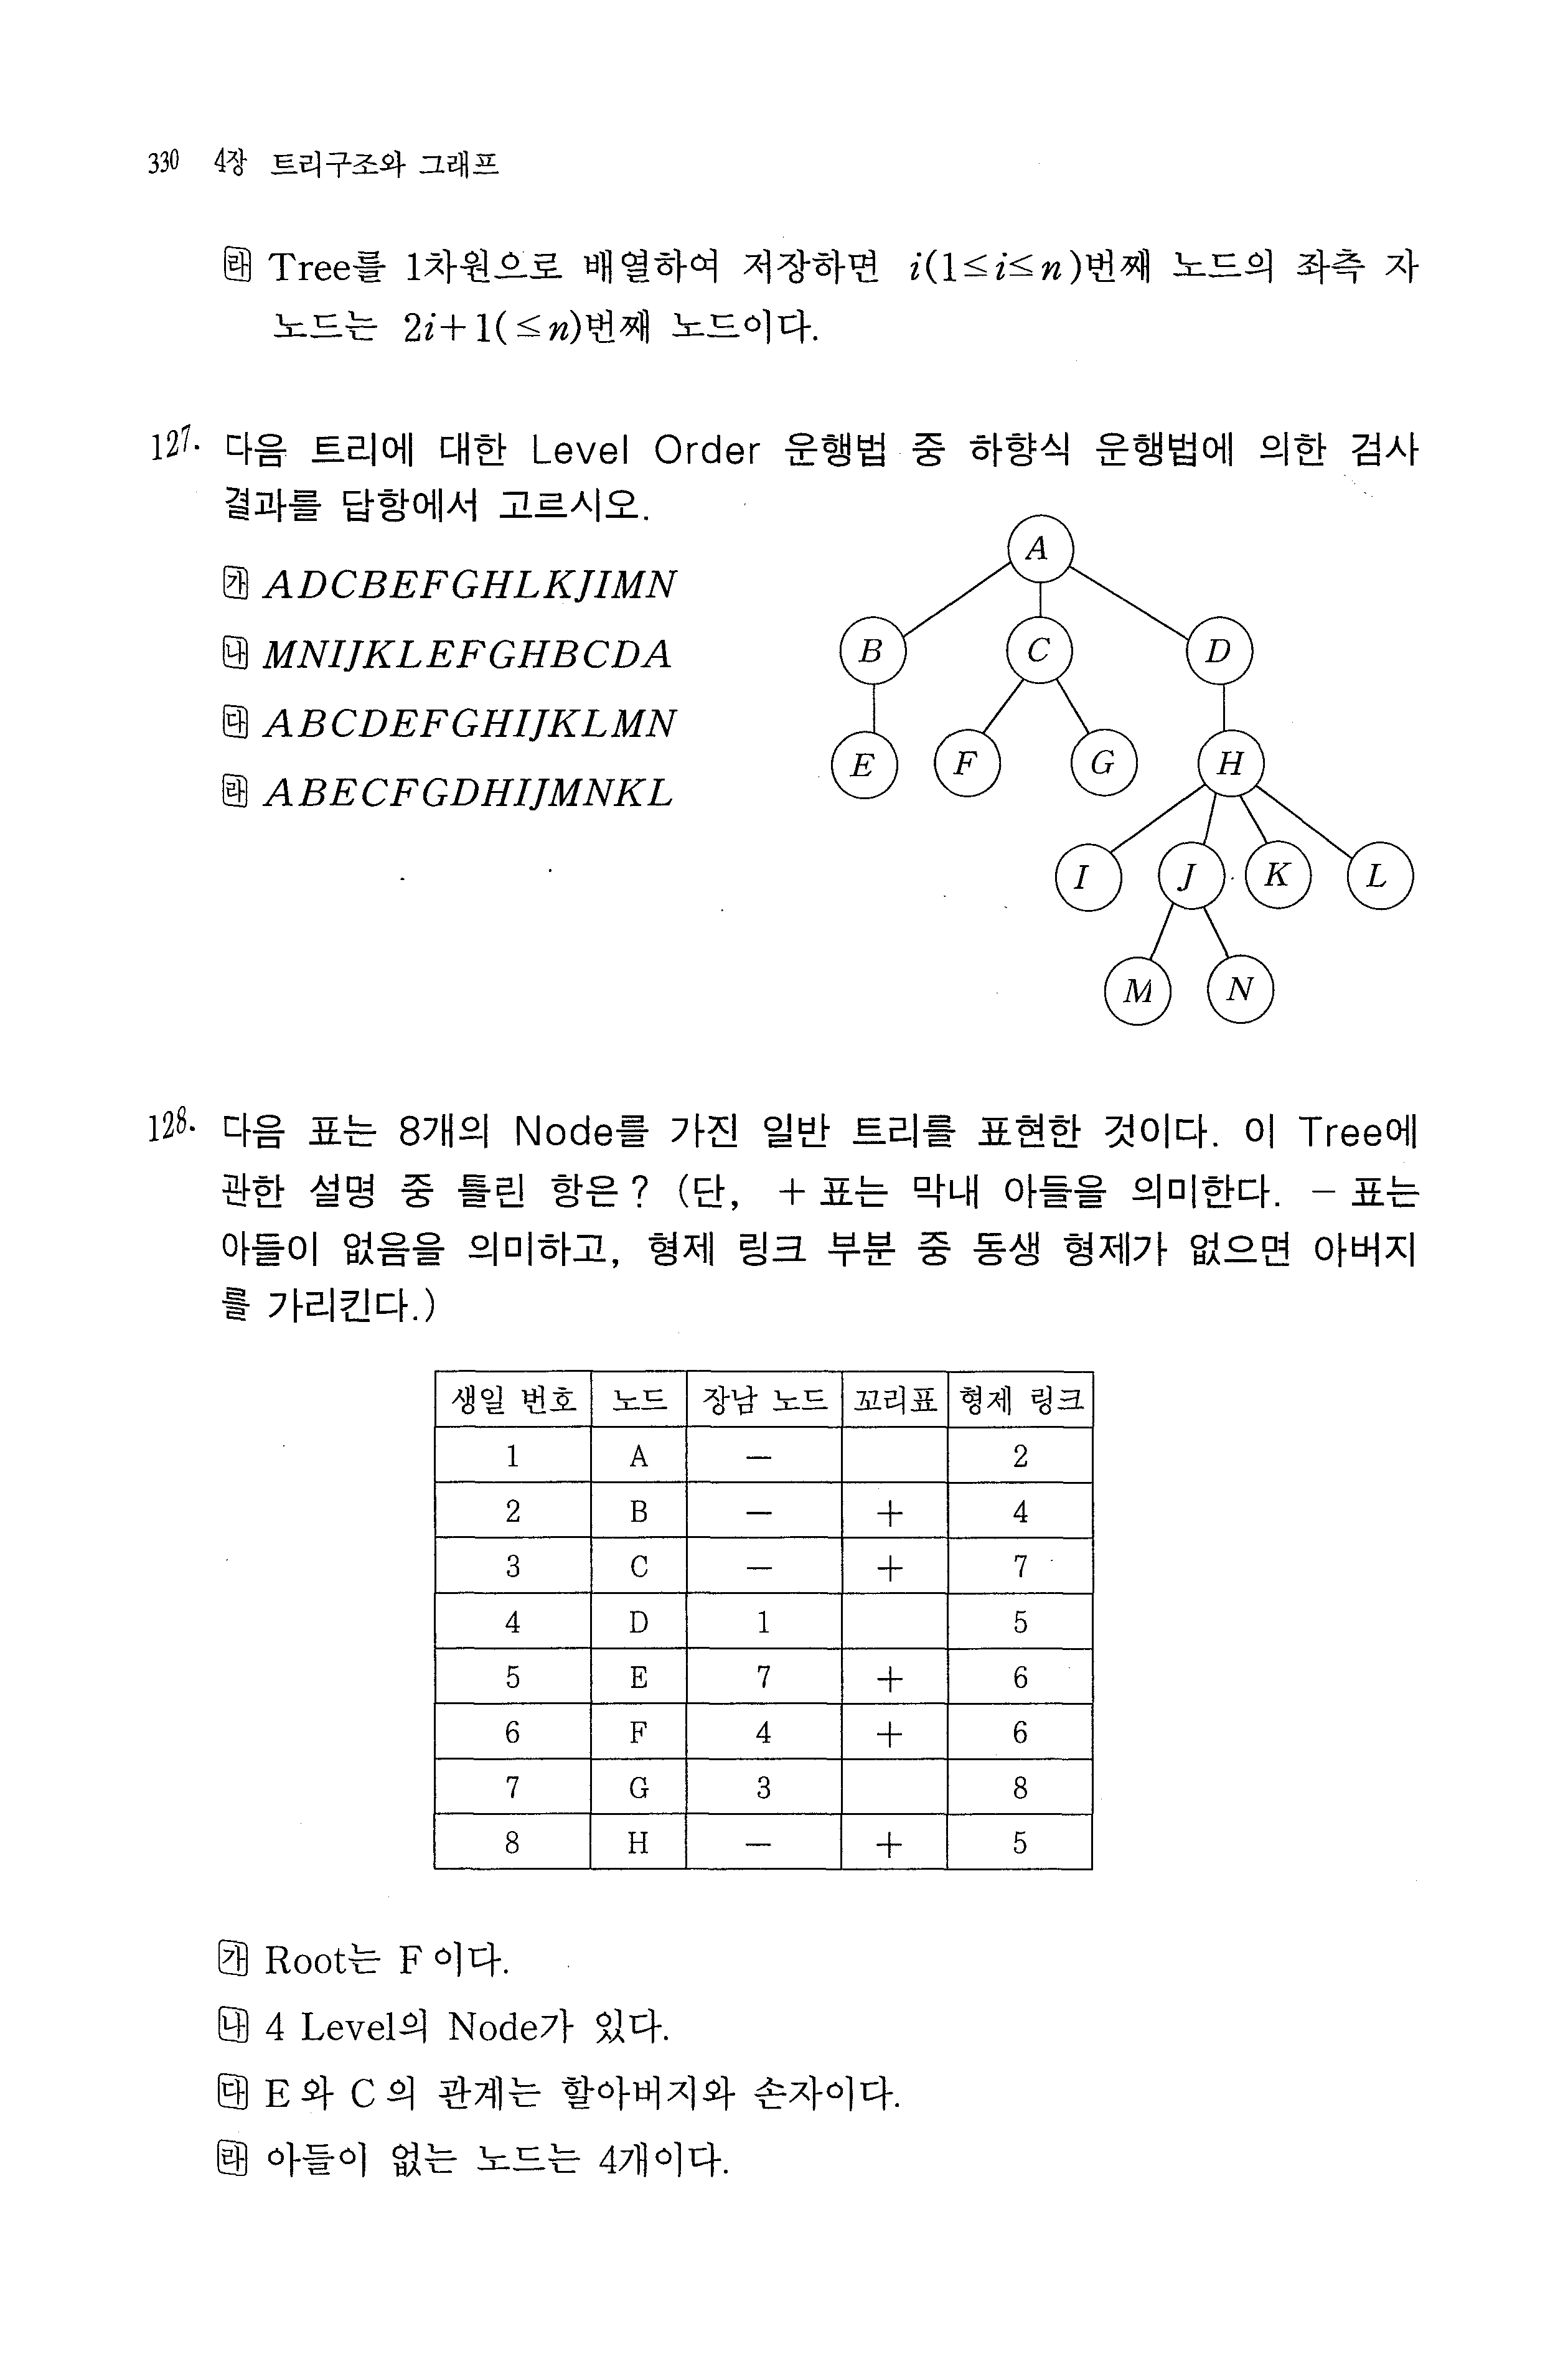 330 4장 트리구조와 그래프
㉱ Tree를 1차원으로 배열하여 저장하면 i(1≤i≤n)번째 노드의 좌측 자
노드는 2i+1(≤n)번째 노드이다.
127. 다음 트리에 대한 Level Order 운행법 중 하향식 운행법에 의한 검사
결과를 답항에서 고르시오.
㉮ ADCBEFGHLKJIMN
㉯ MNIJKLEFGHBCDA
㉰ ABCDEFGHIJKLMN
㉱ ABECFGDHIJMNKL
A
B C D
E F G H
I J K L
M N
128. 다음 표는 8개의 Node를 가진 일반 트리를 표현한 것이다. 이 Tree에
관한 설명 중 틀린 항은? (단, + 표는 막내 아들을 의미한다. － 표는
아들이 없음을 의미하고, 형제 링크 부분 중 동생 형제가 없으면 아버지
를 가리킨다.)
생일 번호 노드 장남 노드 꼬리표 형제 링크
1 A － 2
2 B － + 4
3 C － + 7
4 D 1 5
5 E 7 + 6
6 F 4 + 6
7 G 3 8
8 H － + 5
㉮ Root는 F이다.
㉯ 4 Level의 Node가 있다.
㉰ E와 C의 관계는 할아버지와 손자이다.
㉱ 아들이 없는 노드는 4개이다.